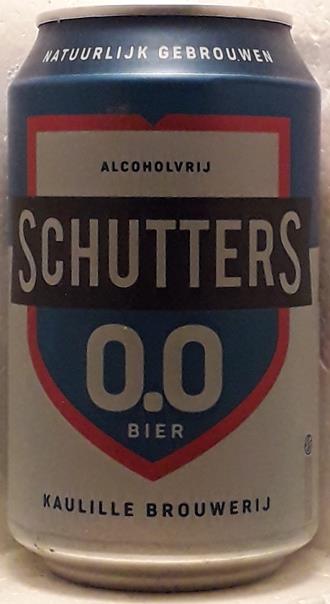 NATUURLIJK GEBROUWEN
ALCOHOLVRIJ
SCHUTTERS
0.0
BIER
KAULILLE BROUWERIJ